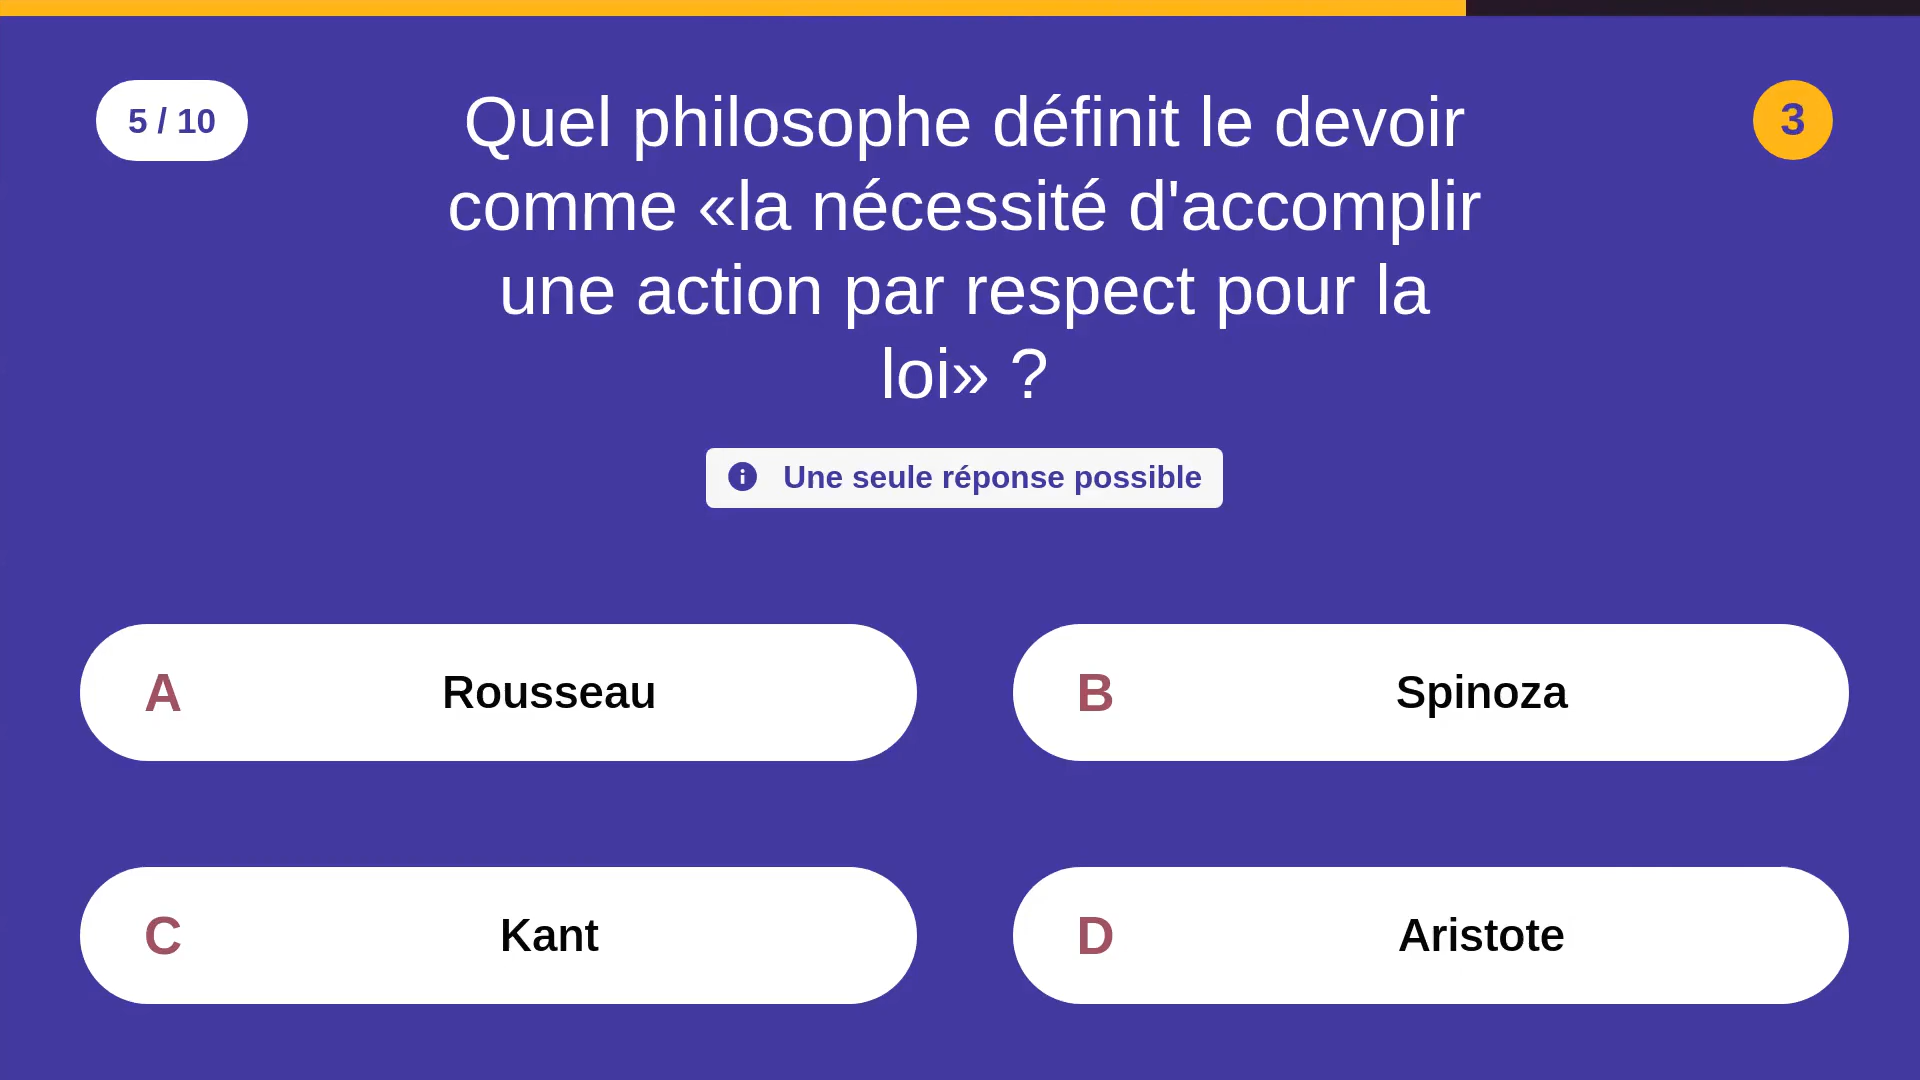 5 / 10
Quel philosophe définit le devoir
comme «la nécessité d'accomplir
une action par respect pour la
loi» ?
3
Une seule réponse possible
A Rousseau
B Spinoza
C Kant
D Aristote